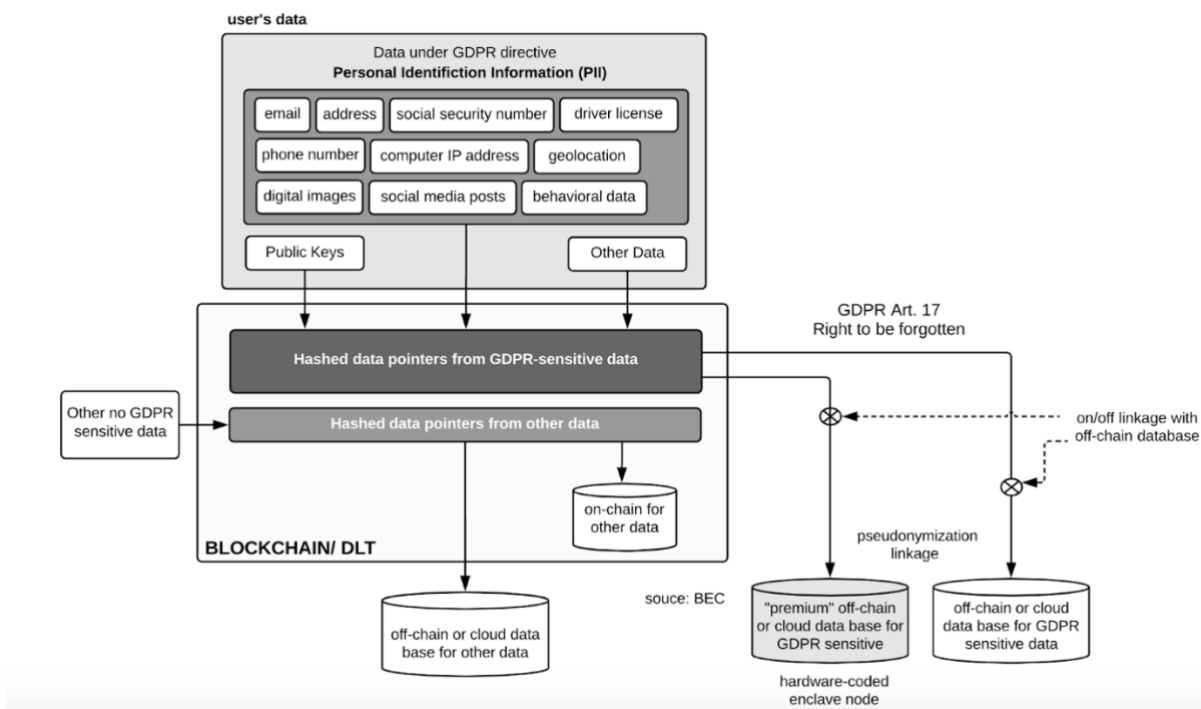 user's data
Data under GDPR directive
Personal Identifiction Information (PII)
email
address
social security number
driver license
phone number
computer IP address
geolocation
digital images
social media posts
behavioral data
Public Keys
Other Data
GDPR Art. 17
Right to be forgotten
Hashed data pointers from GDPR-sensitive data
Other no GDPR
sensitive data
Hashed data pointers from other data
on/off linkage with
off-chain database
on-chain for
other data
BLOCKCHAIN/ DLT
pseudonymization
linkage
souce: BEC
off-chain or cloud data
base for other data
"premium" off-chain
or cloud data base for
GDPR sensitive
off-chain or cloud
data base for GDPR
sensitive data
hardware-coded
enclave node